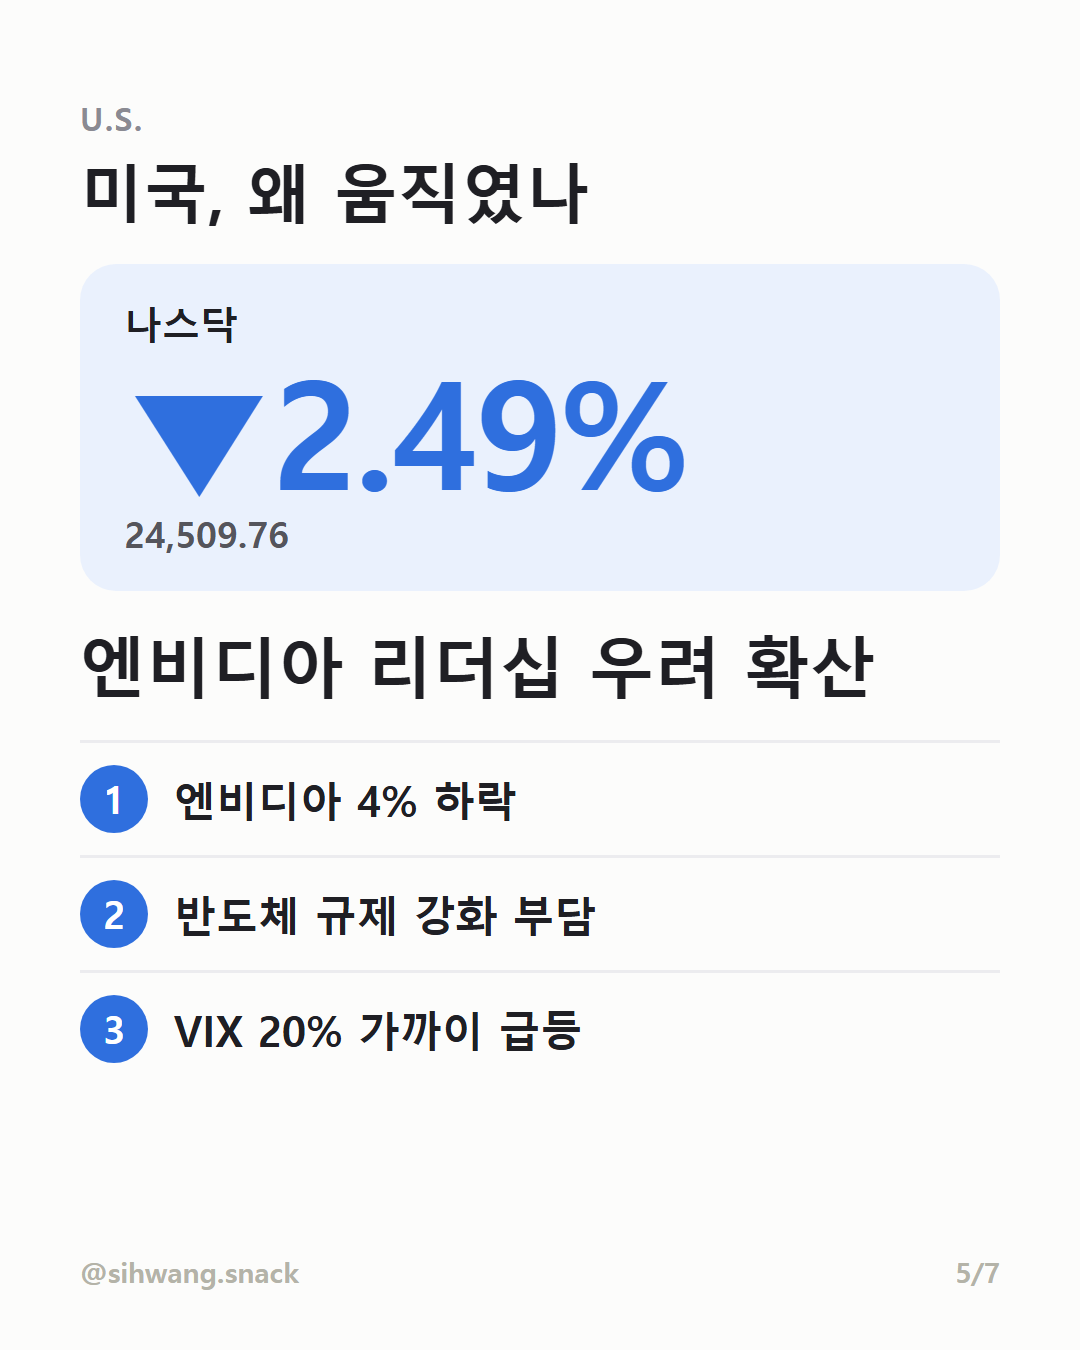 U.S.
미국, 왜 움직였나
나스닥
▼2.49%
24,509.76
엔비디아 리더십 우려 확산
1 엔비디아 4% 하락
2 반도체 규제 강화 부담
3 VIX 20% 가까이 급등
@sihwang.snack
5/7